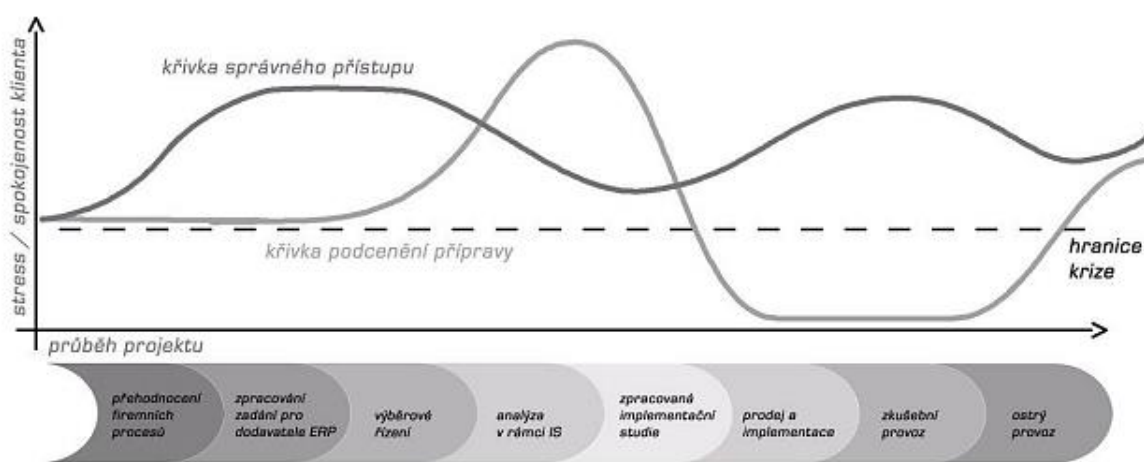 křivka správného přístupu
stress / spokojenost klienta
křivka podcenění přípravy
hranice
krize
průběh projektu
přehodnocení
firemních
procesů
zpracování
zadání pro
dodavatele ERP
výběrové
řízení
analýza
v rámci IS
zpracovaná
implementační
studie
prodej a
implementace
zkušební
provoz
ostrý
provoz